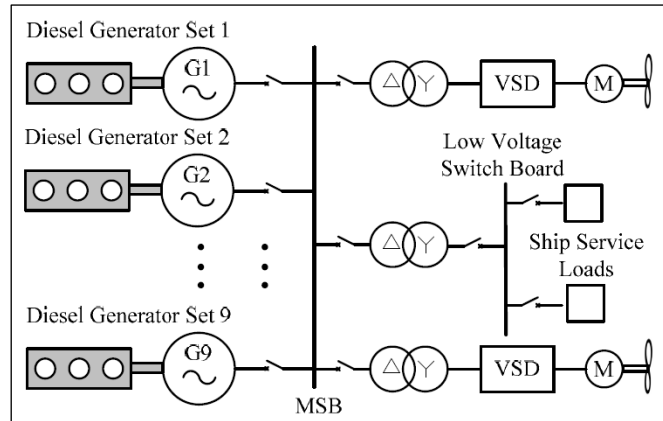 Diesel Generator Set 1
G1
Δ Y
VSD
M
Diesel Generator Set 2
G2
Low Voltage
Switch Board
Δ Y
Ship Service
Loads
Diesel Generator Set 9
G9
Δ Y
VSD
M
MSB